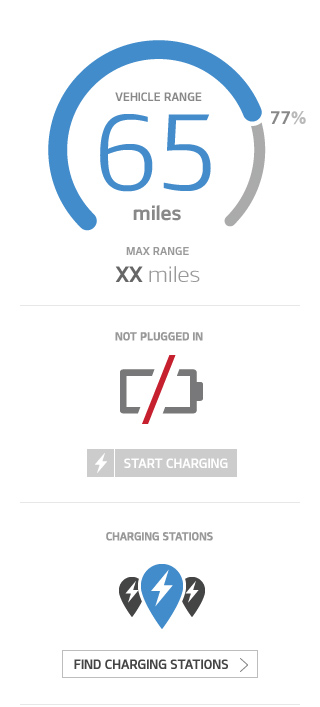 VEHICLE RANGE
65
77%
miles
MAX RANGE
XX miles
NOT PLUGGED IN
START CHARGING
CHARGING STATIONS
FIND CHARGING STATIONS